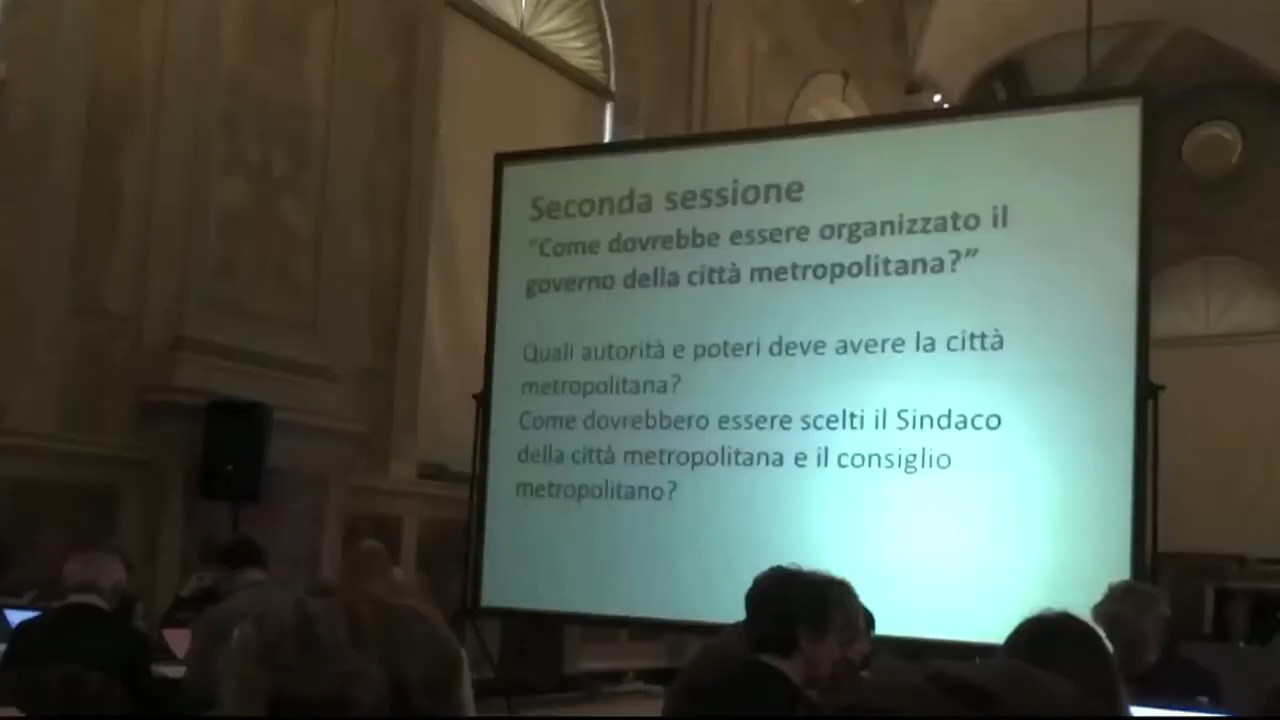 Seconda sessione
"Come dovrebbe essere organizzato il
governo della città metropolitana?"
Quali autorità e poteri deve avere la città
metropolitana?
Come dovrebbero essere scelti il Sindaco
della città metropolitana e il consiglio
metropolitano?